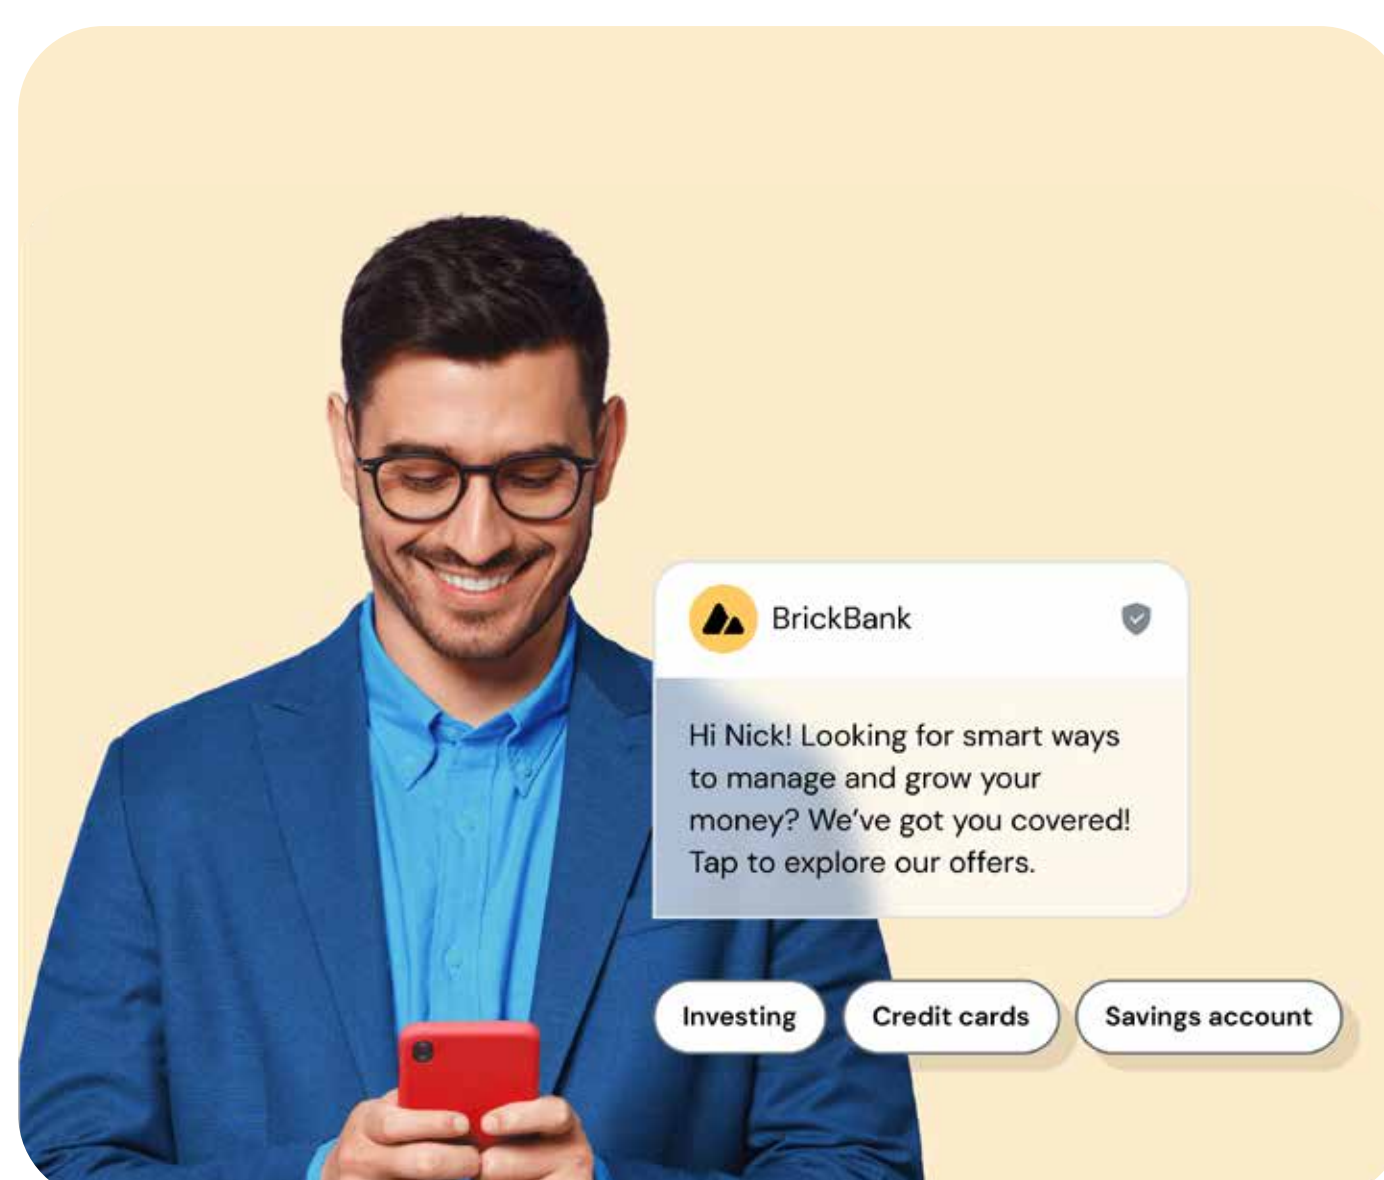 BrickBank
Hi Nick! Looking for smart ways
to manage and grow your
money? We’ve got you covered!
Tap to explore our offers.
Investing
Credit cards
Savings account